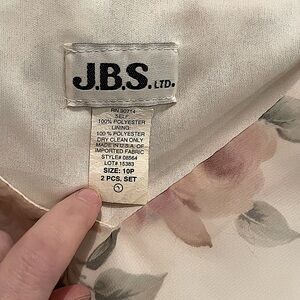 J.B.S. LTD.
RN 90714
SELF
100% POLYESTER
LINING
100 % POLYESTER
DRY CLEAN ONLY
MADE IN U.S.A. OF
IMPORTED FABRIC
STYLE# 08564
LOT# 15383
SIZE: 10P
2 PCS. SET